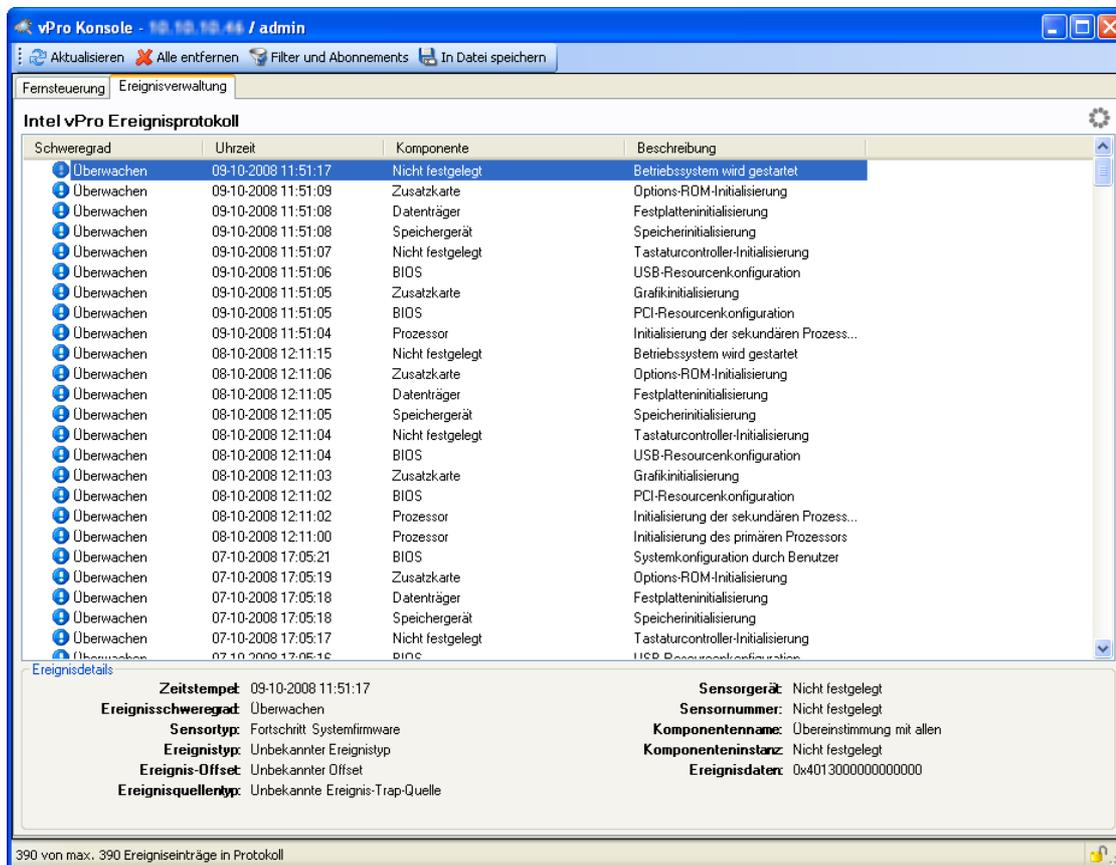 vPro Konsole - / admin
Aktualisieren Alle entfernen Filter und Abonnements In Datei speichern
Fernsteuerung Ereignisverwaltung
Intel vPro Ereignisprotokoll
Schweregrad Uhrzeit Komponente Beschreibung
Überwachen 09-10-2008 11:51:17 Nicht festgelegt Betriebssystem wird gestartet
Überwachen 09-10-2008 11:51:09 Zusatzkarte Options-ROM-Initialisierung
Überwachen 09-10-2008 11:51:08 Datenträger Festplatteninitialisierung
Überwachen 09-10-2008 11:51:08 Speichergerät Speicherinitialisierung
Überwachen 09-10-2008 11:51:07 Nicht festgelegt Tastaturcontroller-Initialisierung
Überwachen 09-10-2008 11:51:06 BIOS USB-Resourcenkonfiguration
Überwachen 09-10-2008 11:51:05 Zusatzkarte Grafikinitialisierung
Überwachen 09-10-2008 11:51:05 BIOS PCI-Resourcenkonfiguration
Überwachen 09-10-2008 11:51:04 Prozessor Initialisierung der sekundären Prozess...
Überwachen 08-10-2008 12:11:15 Nicht festgelegt Betriebssystem wird gestartet
Überwachen 08-10-2008 12:11:06 Zusatzkarte Options-ROM-Initialisierung
Überwachen 08-10-2008 12:11:05 Datenträger Festplatteninitialisierung
Überwachen 08-10-2008 12:11:05 Speichergerät Speicherinitialisierung
Überwachen 08-10-2008 12:11:04 Nicht festgelegt Tastaturcontroller-Initialisierung
Überwachen 08-10-2008 12:11:04 BIOS USB-Resourcenkonfiguration
Überwachen 08-10-2008 12:11:03 Zusatzkarte Grafikinitialisierung
Überwachen 08-10-2008 12:11:02 BIOS PCI-Resourcenkonfiguration
Überwachen 08-10-2008 12:11:02 Prozessor Initialisierung der sekundären Prozess...
Überwachen 08-10-2008 12:11:00 Prozessor Initialisierung des primären Prozessors
Überwachen 07-10-2008 17:05:21 BIOS Systemkonfiguration durch Benutzer
Überwachen 07-10-2008 17:05:19 Zusatzkarte Options-ROM-Initialisierung
Überwachen 07-10-2008 17:05:18 Datenträger Festplatteninitialisierung
Überwachen 07-10-2008 17:05:18 Speichergerät Speicherinitialisierung
Überwachen 07-10-2008 17:05:17 Nicht festgelegt Tastaturcontroller-Initialisierung
Überwachen 07-10-2008 17:05:16 BIOS USB-Resourcenkonfiguration
Ereignisdetails
Zeitstempel: 09-10-2008 11:51:17 Sensorgerät: Nicht festgelegt
Ereignisschweregrad: Überwachen Sensornummer: Nicht festgelegt
Sensortyp: Fortschritt Systemfirmware Komponentenname: Übereinstimmung mit allen
Ereignistyp: Unbekannter Ereignistyp Komponenteninstanz: Nicht festgelegt
Ereignis-Offset: Unbekannter Offset Ereignisdaten: 0x4013000000000000
Ereignisquellentyp: Unbekannte Ereignis-Trap-Quelle
390 von max. 390 Ereigniseinträge in Protokoll